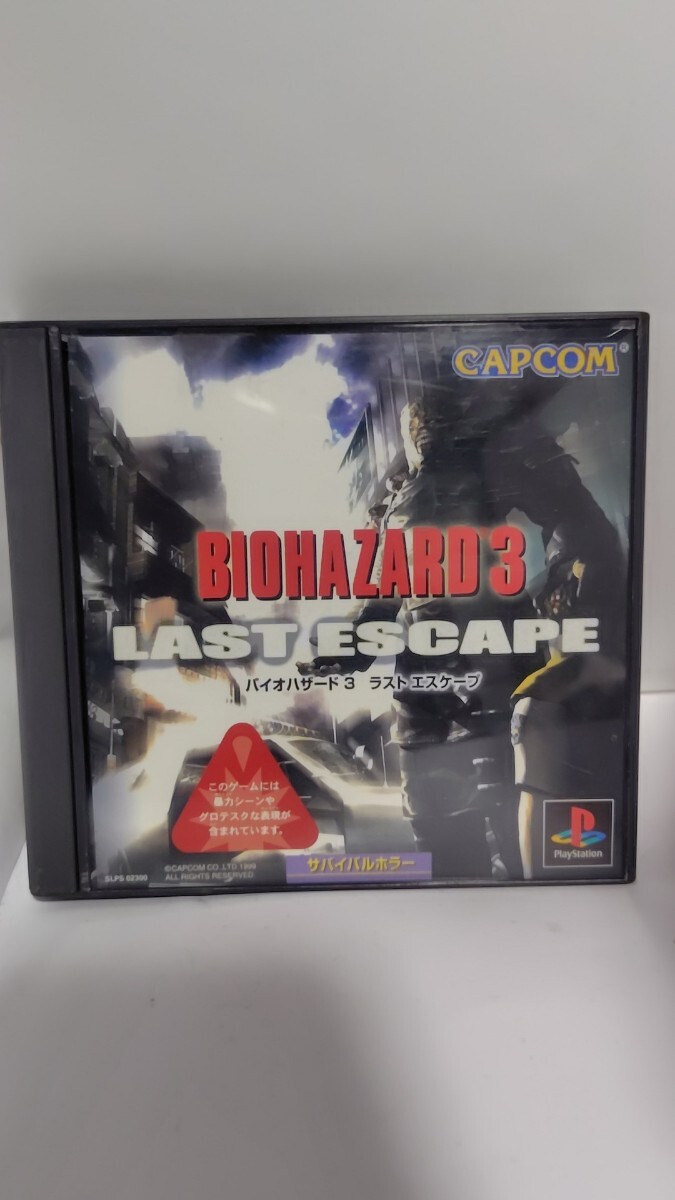 CAPCOM®
BIOHAZARD™3
LAST ESCAPE
バイオハザード3 ラスト エスケープ
このゲームには
暴力シーンや
グロテスクな表現が
含まれています。
©CAPCOM CO.,LTD.1999
ALL RIGHTS RESERVED.
SLPS 02300
サバイバルホラー
PlayStation